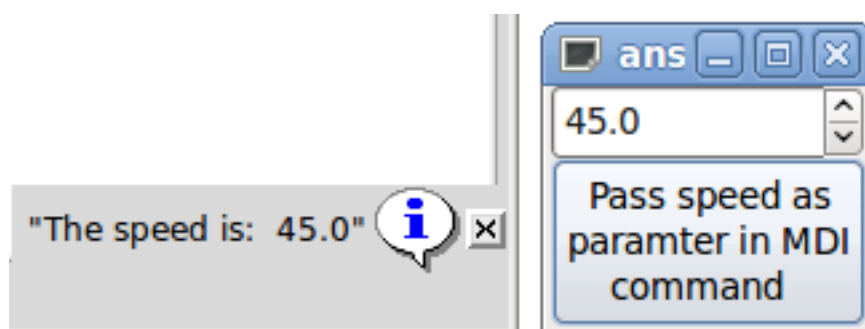 "The speed is:  45.0"
ans
45.0
Pass speed as
paramter in MDI
command